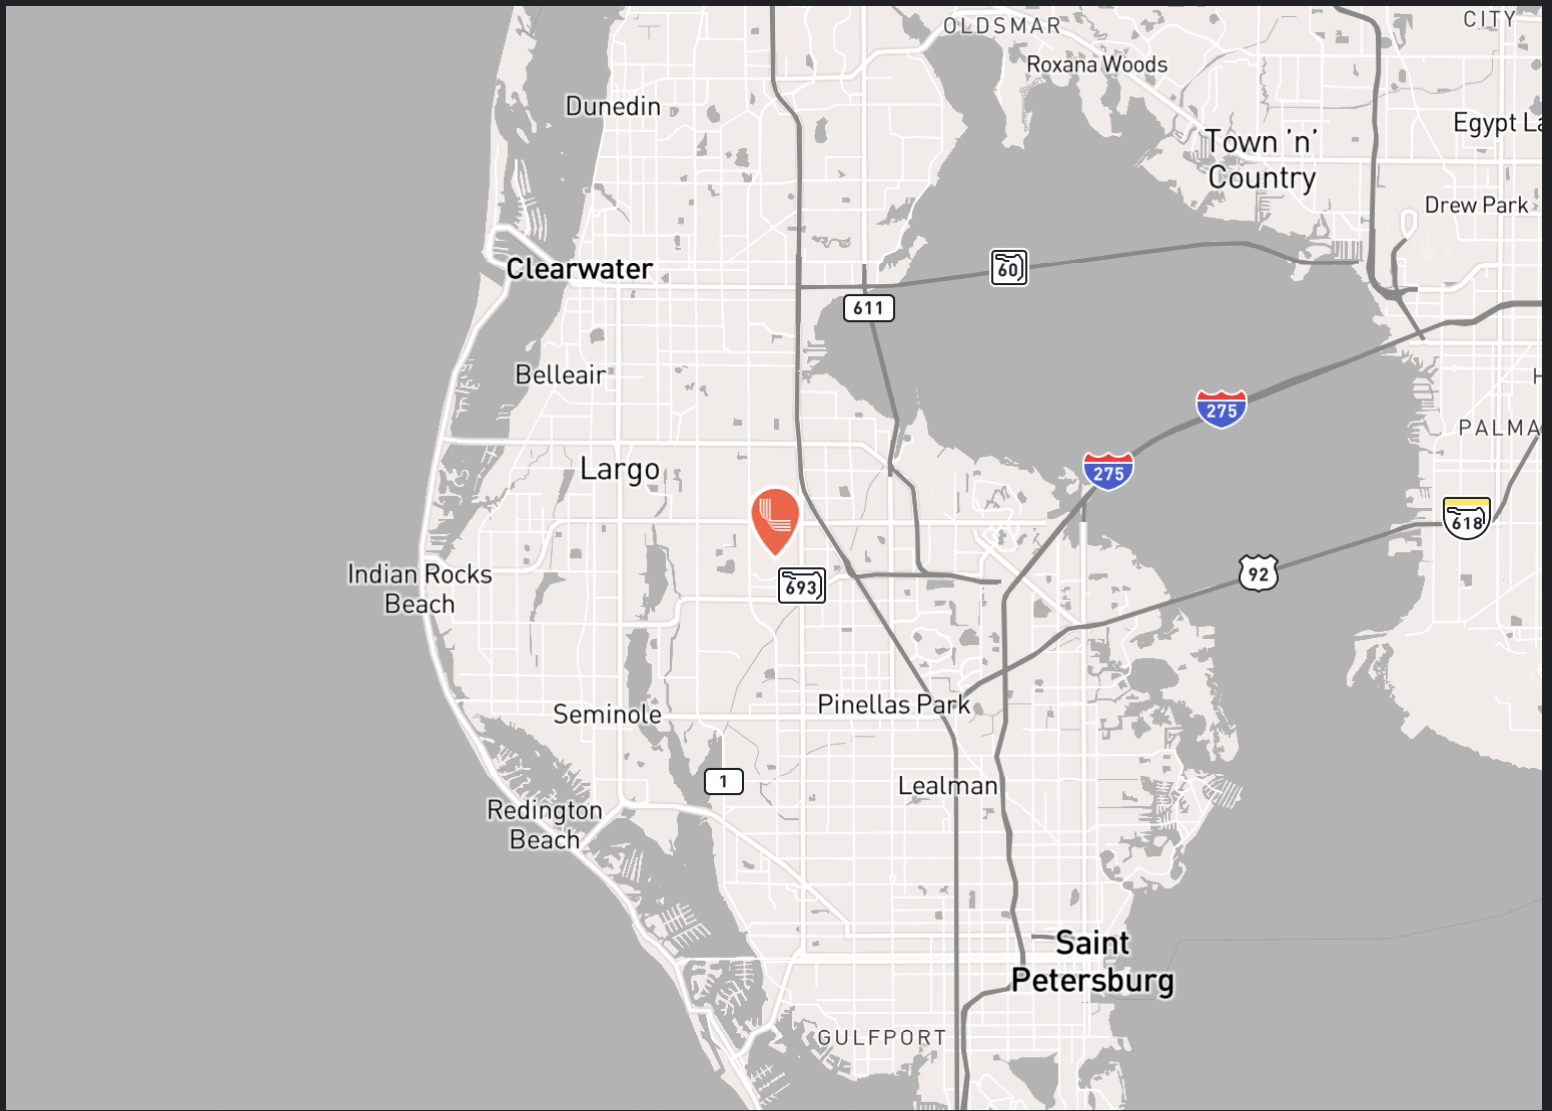 OLDSMAR
CITY
Roxana Woods
Dunedin
Egypt La
Town 'n'
Country
Drew Park
Clearwater
60
611
Belleair
275
PALMA
Largo
275
618
Indian Rocks
Beach
693
92
Seminole
Pinellas Park
1
Lealman
Redington
Beach
Saint
Petersburg
GULFPORT